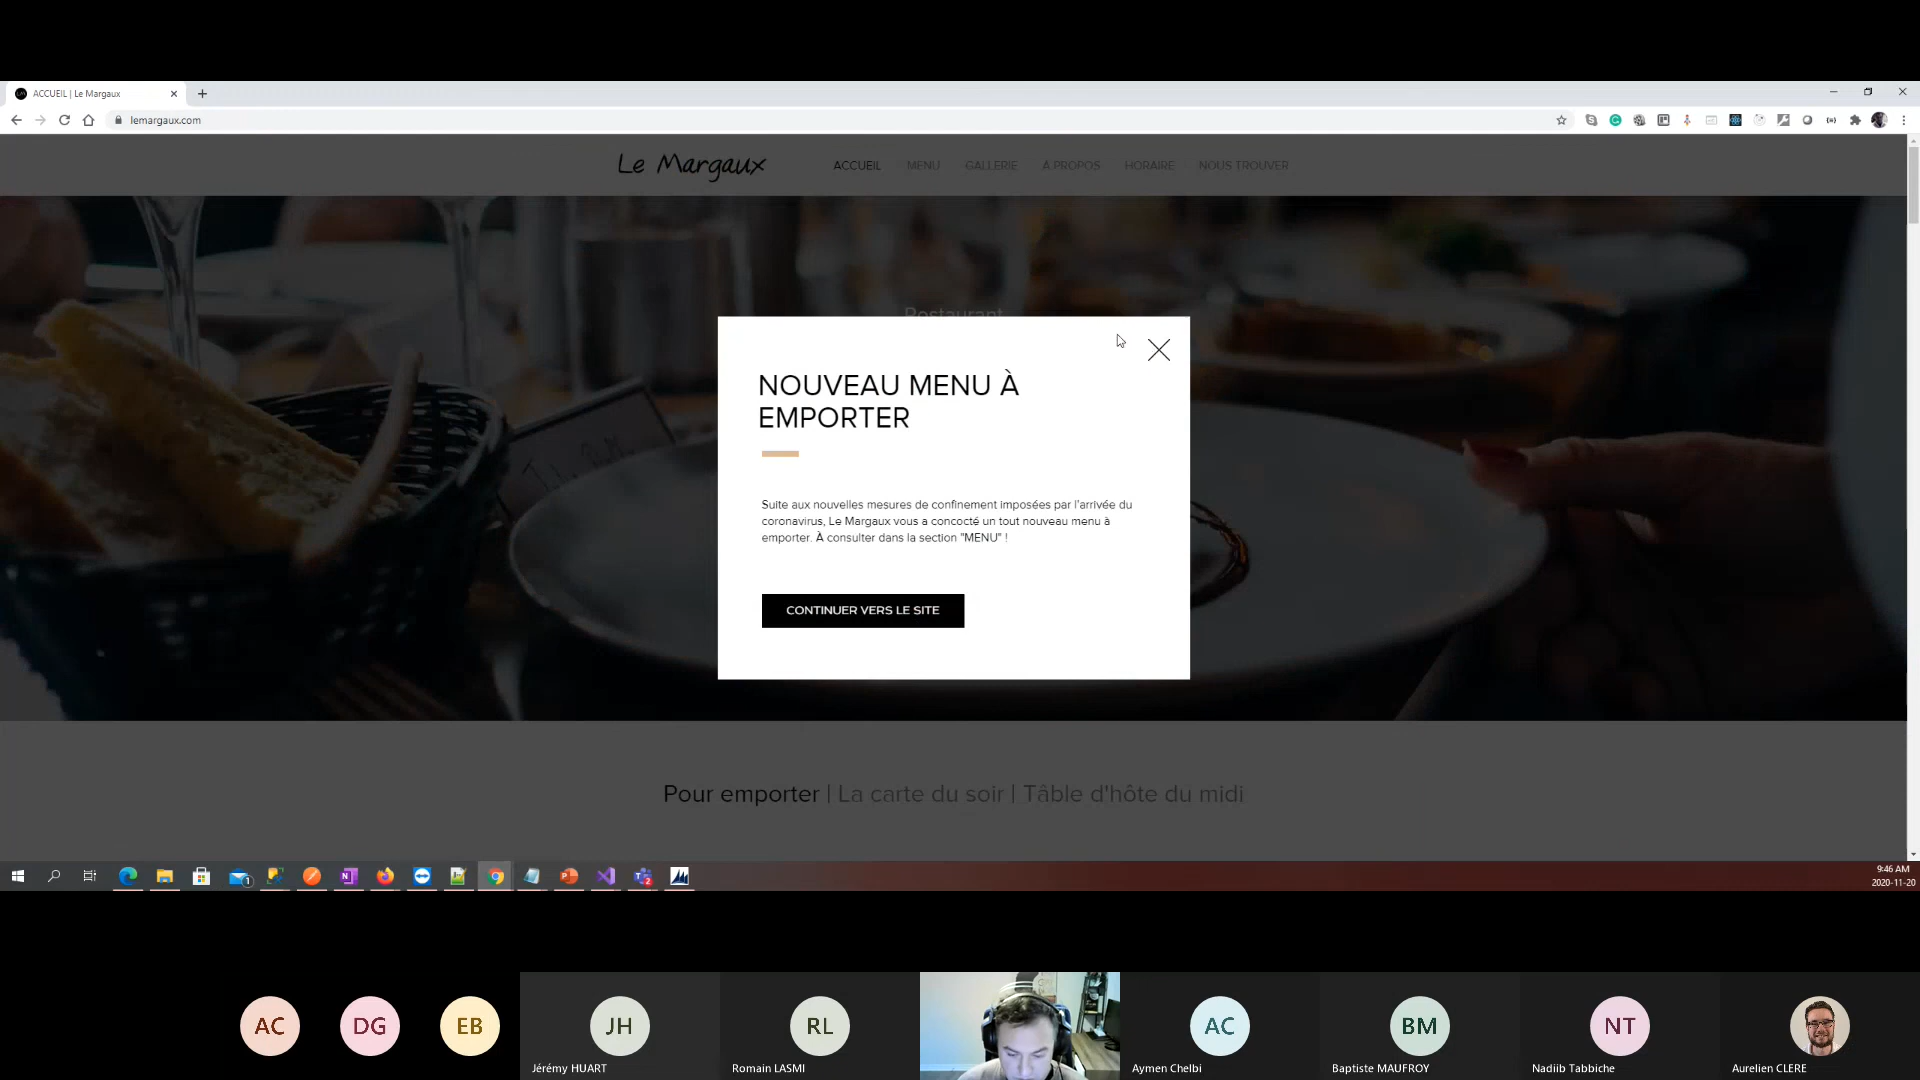 ACCUEIL | Le Margaux
lemargaux.com
Le Margaux
ACCUEIL MENU GALLERIE À PROPOS HORAIRE NOUS TROUVER
Restaurant
NOUVEAU MENU À
EMPORTER
Suite aux nouvelles mesures de confinement imposées par l'arrivée du
coronavirus, Le Margaux vous a concocté un tout nouveau menu à
emporter. À consulter dans la section "MENU" !
CONTINUER VERS LE SITE
Pour emporter | La carte du soir | Tâble d'hôte du midi
9:46 AM
2020-11-20
AC DG EB JH RL AC BM NT
Jérémy HUART Romain LASMI Aymen Chelbi Baptiste MAUFROY Nadiib Tabbiche Aurelien CLERE